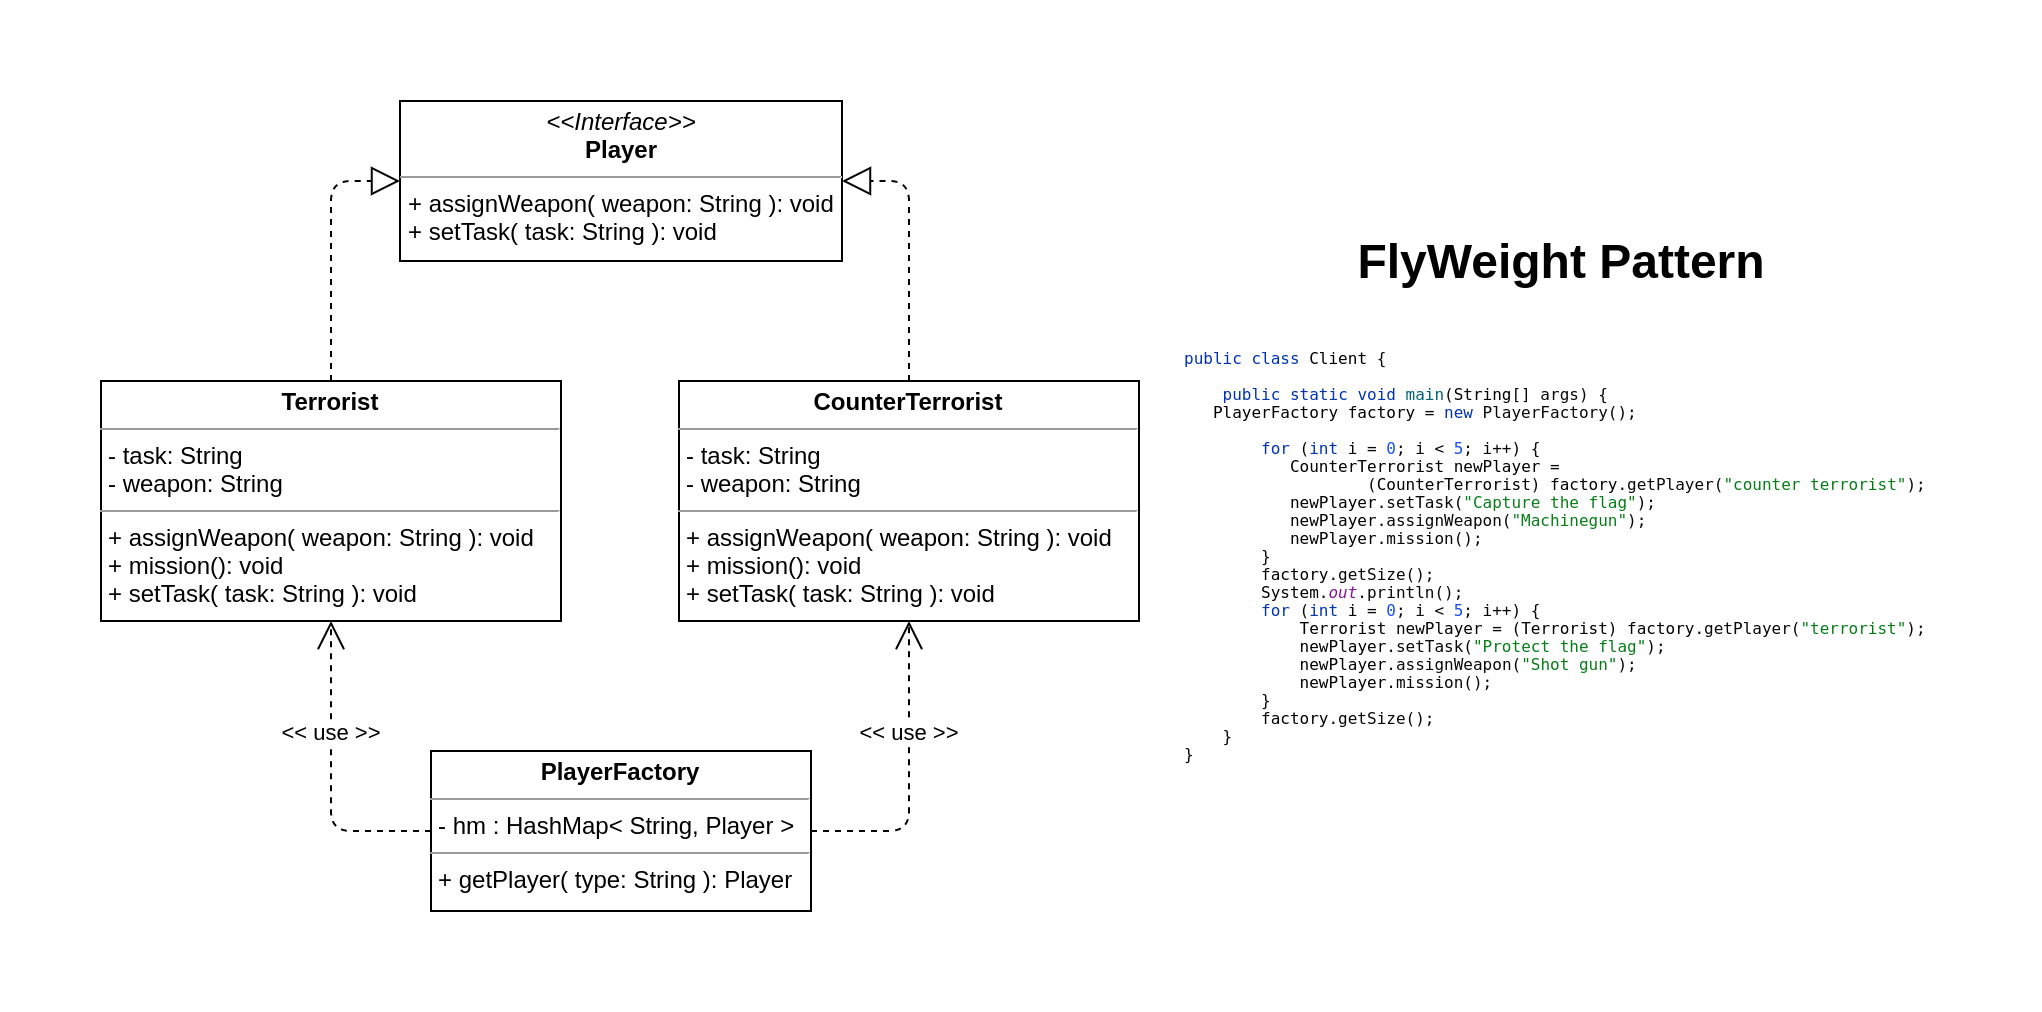 <<Interface>>
Player
+ assignWeapon( weapon: String ): void
+ setTask( task: String ): void
Terrorist
- task: String
- weapon: String
+ assignWeapon( weapon: String ): void
+ mission(): void
+ setTask( task: String ): void
CounterTerrorist
- task: String
- weapon: String
+ assignWeapon( weapon: String ): void
+ mission(): void
+ setTask( task: String ): void
<< use >>
<< use >>
PlayerFactory
- hm : HashMap< String, Player >
+ getPlayer( type: String ): Player
FlyWeight Pattern
public class Client {
    public static void main(String[] args) {
   PlayerFactory factory = new PlayerFactory();
        for (int i = 0; i < 5; i++) {
           CounterTerrorist newPlayer =
                   (CounterTerrorist) factory.getPlayer("counter terrorist");
           newPlayer.setTask("Capture the flag");
           newPlayer.assignWeapon("Machinegun");
           newPlayer.mission();
        }
        factory.getSize();
        System.out.println();
        for (int i = 0; i < 5; i++) {
            Terrorist newPlayer = (Terrorist) factory.getPlayer("terrorist");
            newPlayer.setTask("Protect the flag");
            newPlayer.assignWeapon("Shot gun");
            newPlayer.mission();
        }
        factory.getSize();
    }
}